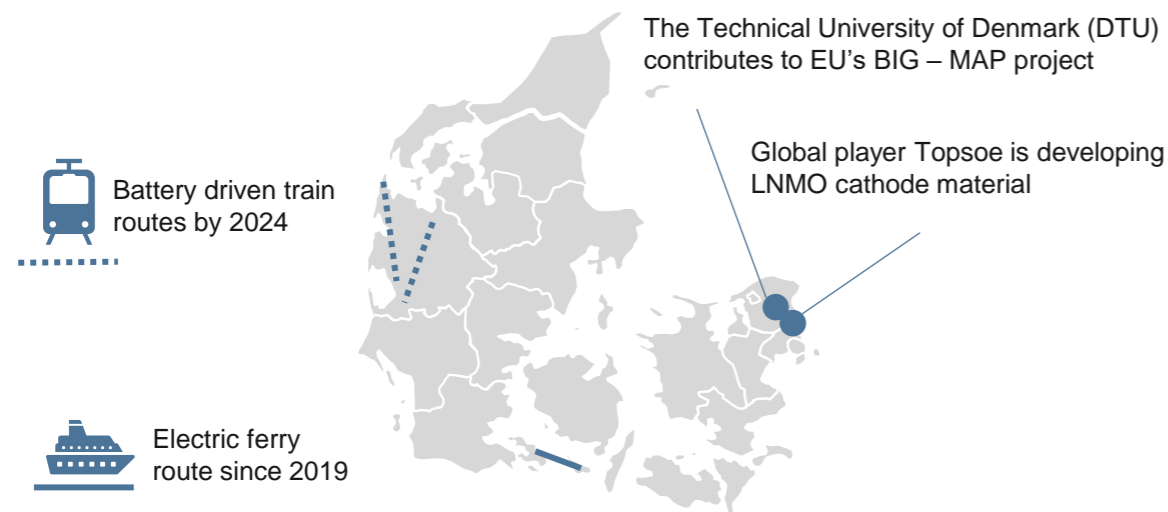 The Technical University of Denmark (DTU)
contributes to EU's BIG – MAP project
Global player Topsoe is developing
LNMO cathode material
Battery driven train
routes by 2024
Electric ferry
route since 2019